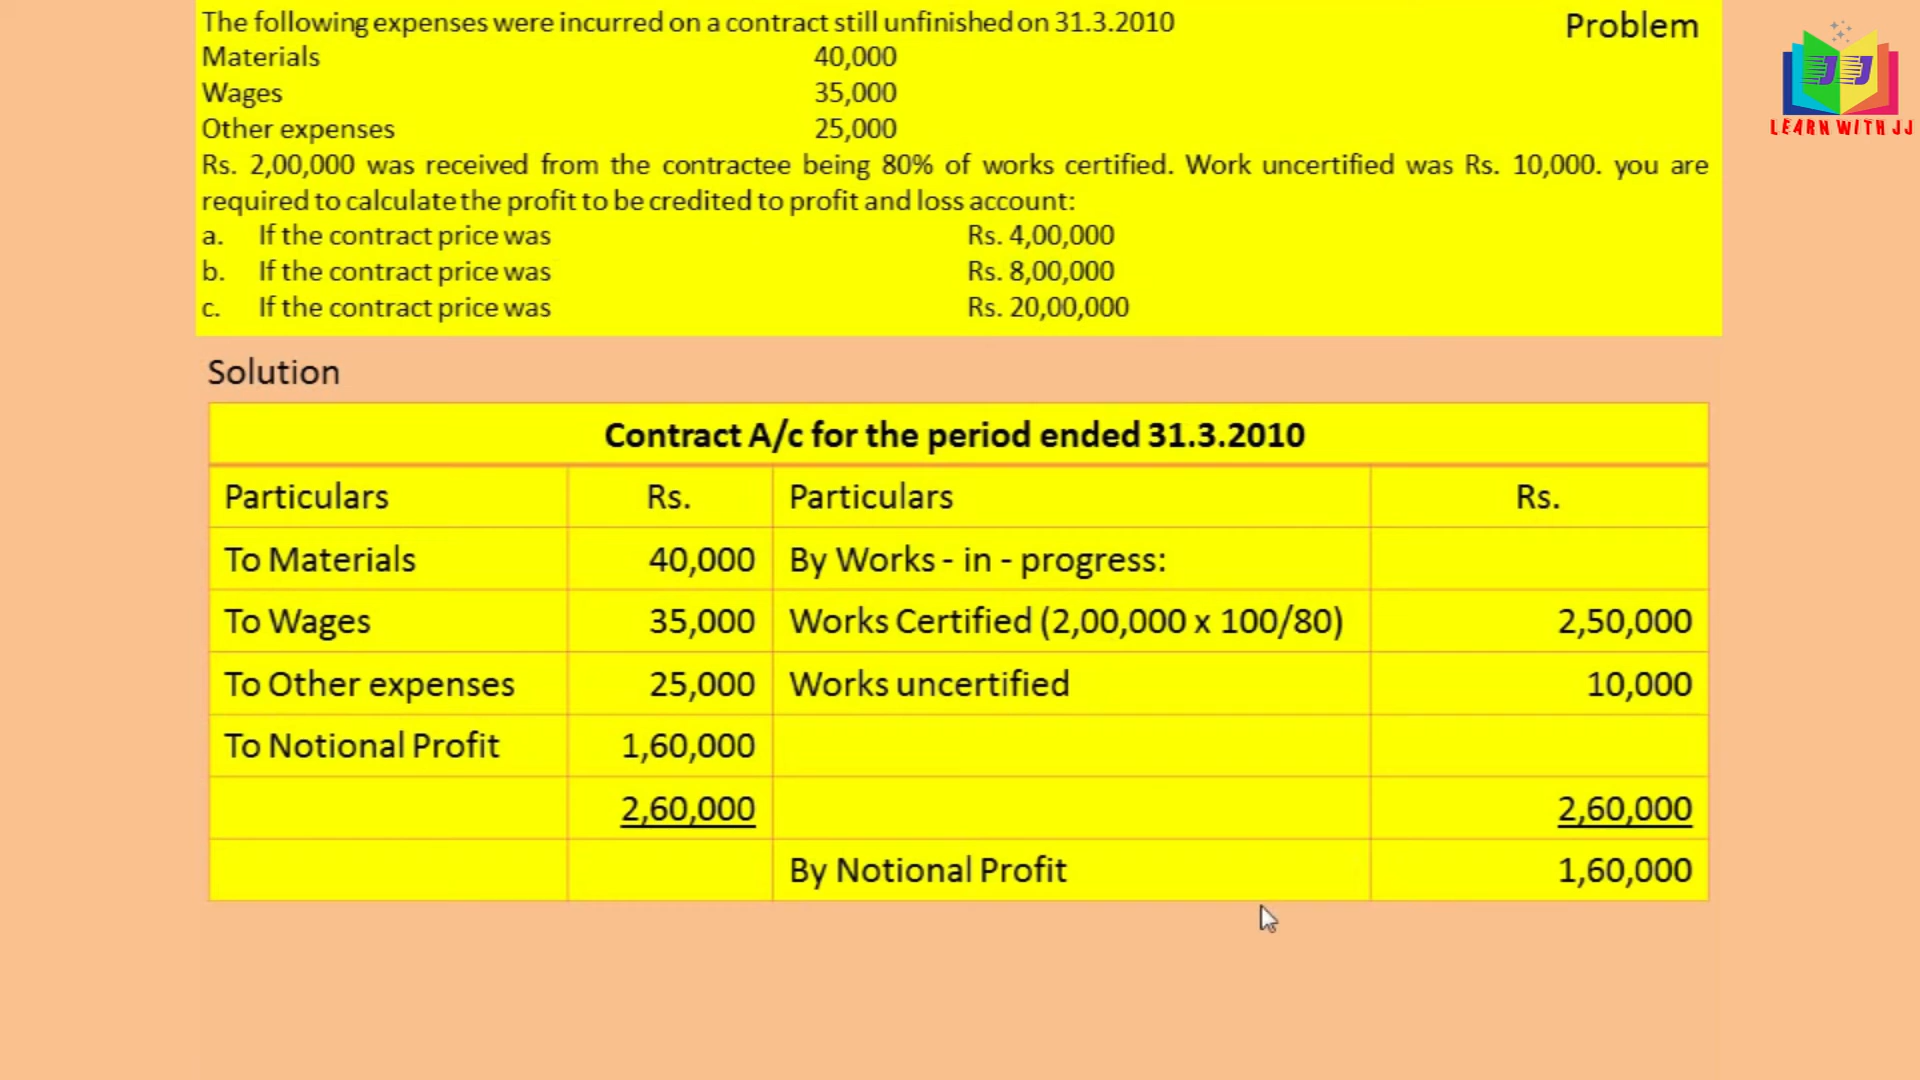 The following expenses were incurred on a contract still unfinished on 31.3.2010
Problem
Materials 40,000
Wages 35,000
Other expenses 25,000
Rs. 2,00,000 was received from the contractee being 80% of works certified. Work uncertified was Rs. 10,000. you are
required to calculate the profit to be credited to profit and loss account:
a. If the contract price was Rs. 4,00,000
b. If the contract price was Rs. 8,00,000
c. If the contract price was Rs. 20,00,000
JJ
LEARN WITH JJ
Solution
Contract A/c for the period ended 31.3.2010
Particulars Rs. Particulars Rs.
To Materials 40,000 By Works - in - progress:
To Wages 35,000 Works Certified (2,00,000 x 100/80) 2,50,000
To Other expenses 25,000 Works uncertified 10,000
To Notional Profit 1,60,000
2,60,000 2,60,000
By Notional Profit 1,60,000